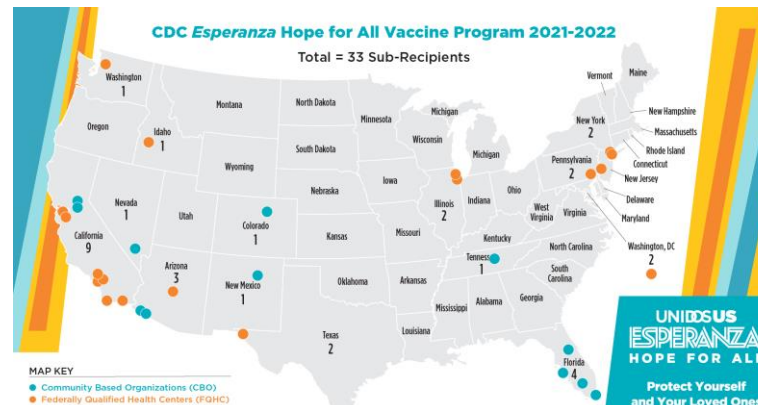 CDC Esperanza Hope for All Vaccine Program 2021-2022
Total = 33 Sub-Recipients
Washington
1
Oregon
Idaho
1
Montana
North Dakota
South Dakota
Minnesota
Wisconsin
Michigan
Michigan
Vermont
Maine
New York
2
New Hampshire
Massachusetts
Rhode Island
Connecticut
New Jersey
Pennsylvania
2
Delaware
Maryland
Washington, DC
2
Wyoming
Nebraska
Iowa
Illinois
2
Indiana
Ohio
West
Virginia
Virginia
Nevada
1
Utah
Colorado
1
Kansas
Missouri
Kentucky
California
9
Arizona
3
New Mexico
1
Oklahoma
Arkansas
Tenness
1
North Carolina
South
Carolina
Texas
2
Louisiana
Mississippi
Alabama
Georgia
Florida
4
MAP KEY
Community Based Organizations (CBO)
Federally Qualified Health Centers (FQHC)
UNIDOSUS
ESPERANZA
HOPE FOR ALL
Protect Yourself
and Your Loved Ones